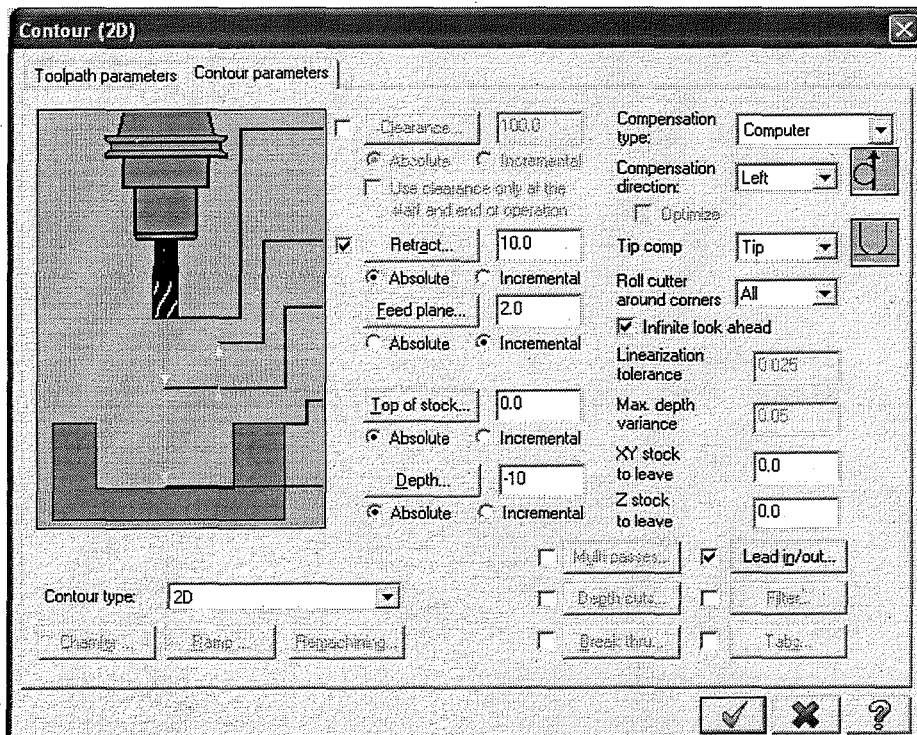 Contour (2D)
Toolpath parameters
Contour parameters
Clearance...
100.0
Absolute
Incremental
Use clearance only at the
start and end of operation
Retract...
10.0
Absolute
Incremental
Feed plane...
2.0
Absolute
Incremental
Top of stock...
0.0
Absolute
Incremental
Depth...
-10
Absolute
Incremental
Compensation
type:
Computer
Compensation
direction:
Left
Optimize
Tip comp
Tip
Roll cutter
around corners
All
Infinite look ahead
Linearization
tolerance
0.025
Max. depth
variance
0.05
XY stock
to leave
0.0
Z stock
to leave
0.0
Multi passes...
Lead in/out...
Depth cuts...
Filter...
Break thru...
Tabs...
Contour type:
2D
Chamfer...
Ramp...
Remachining...